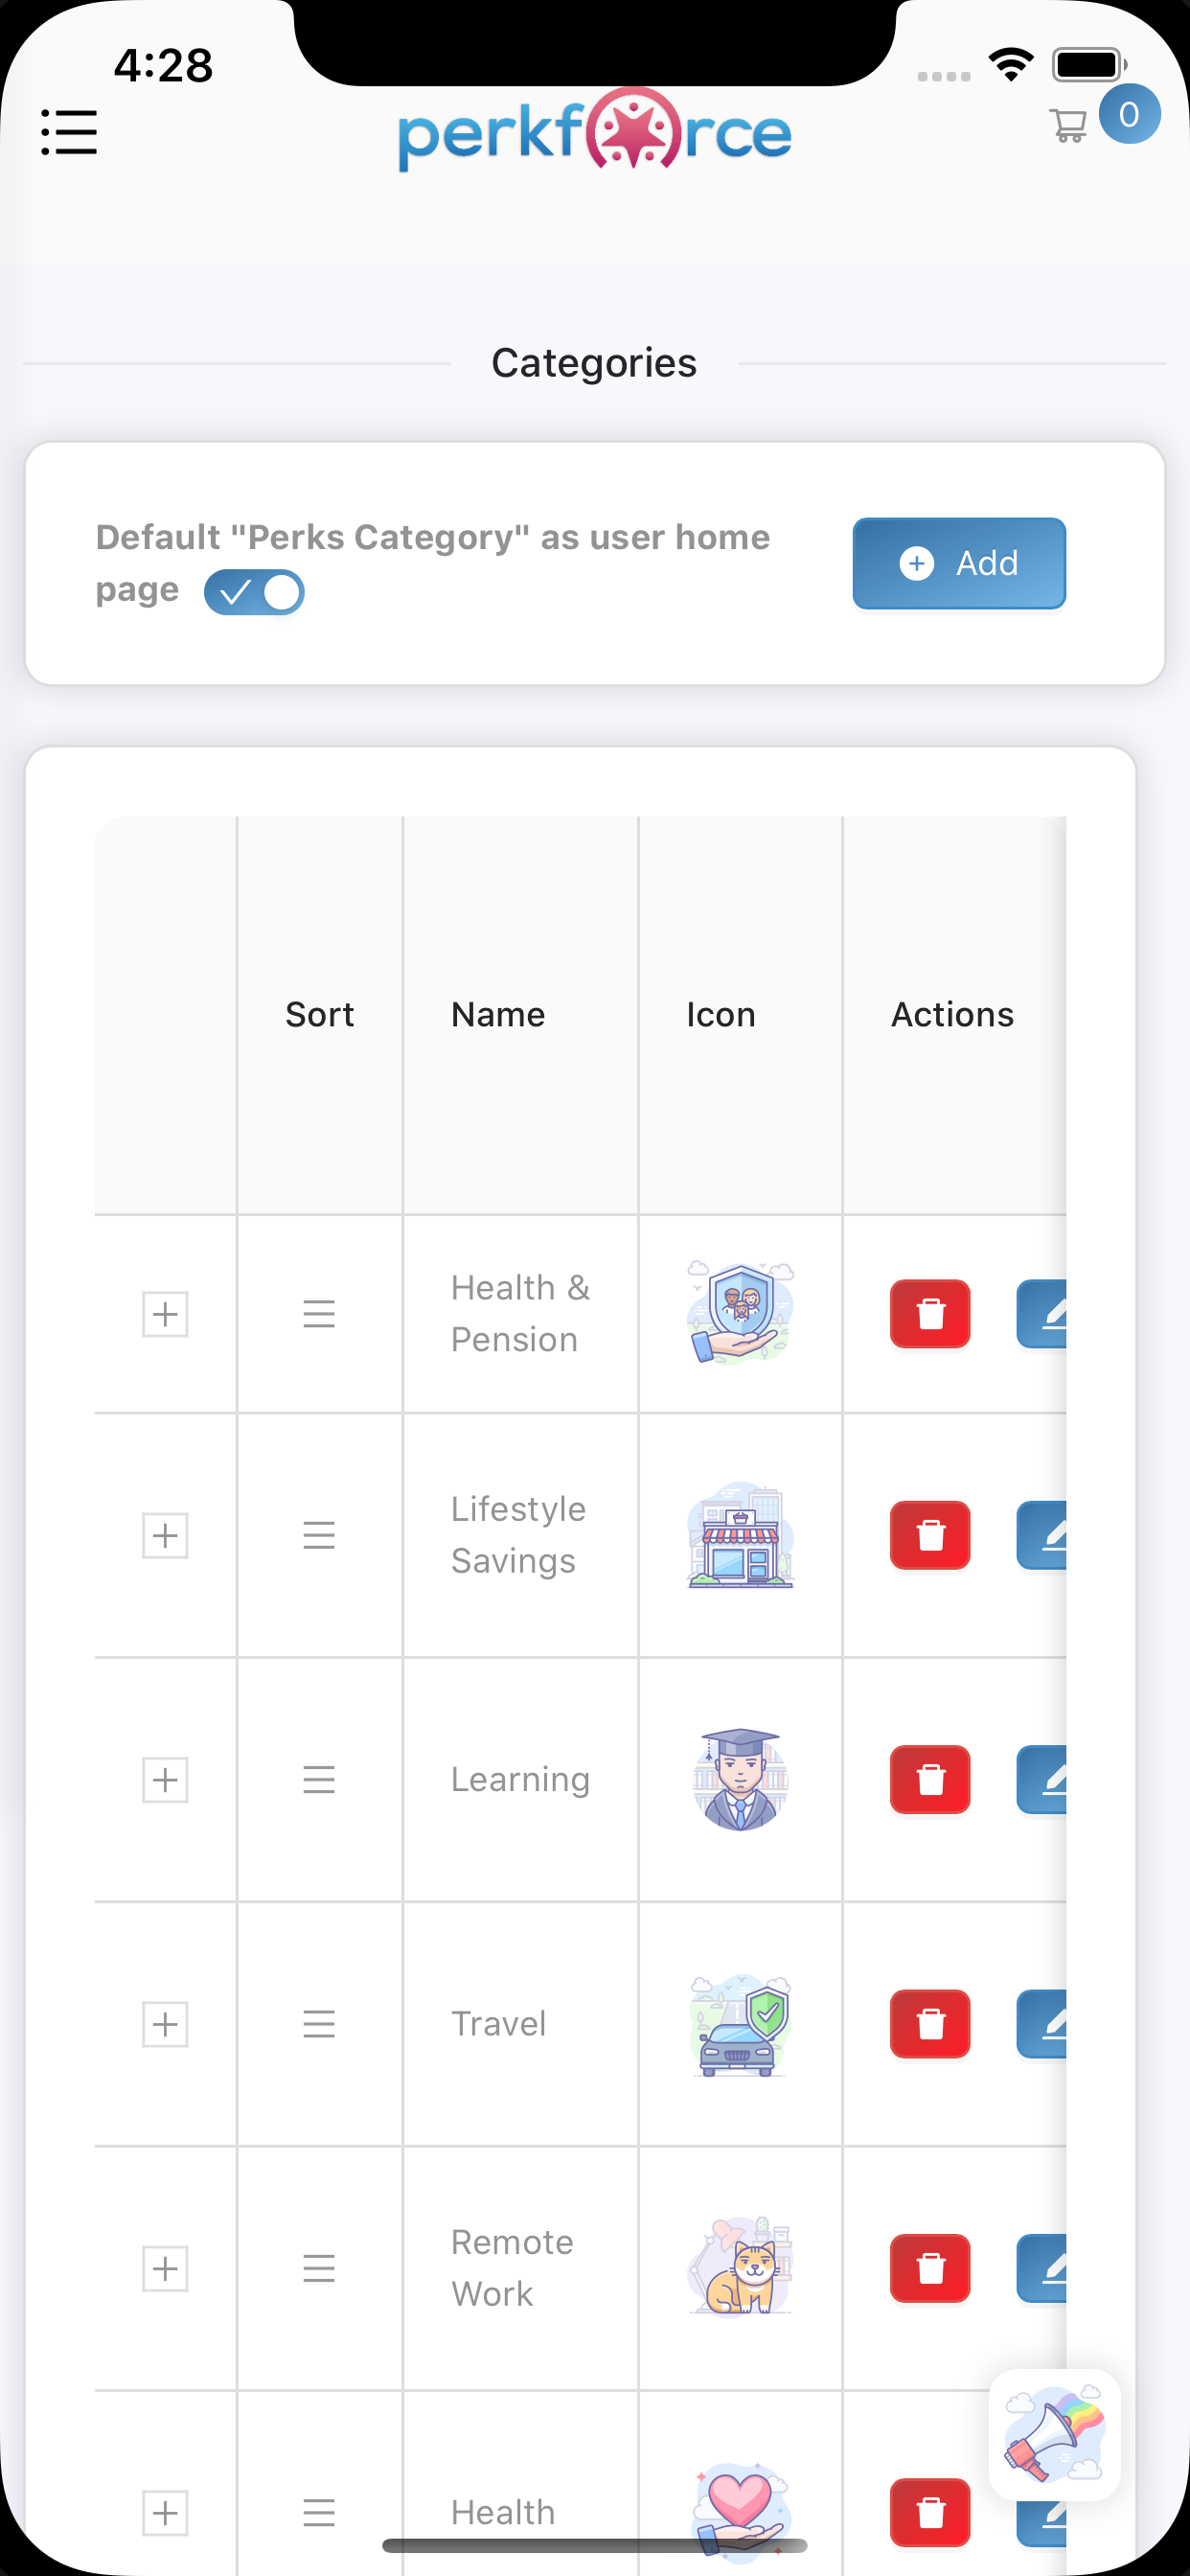 4:28
perkforce
0
Categories
Default "Perks Category" as user home
page
Add
Sort Name Icon Actions
Health &
Pension
Lifestyle
Savings
Learning
Travel
Remote
Work
Health